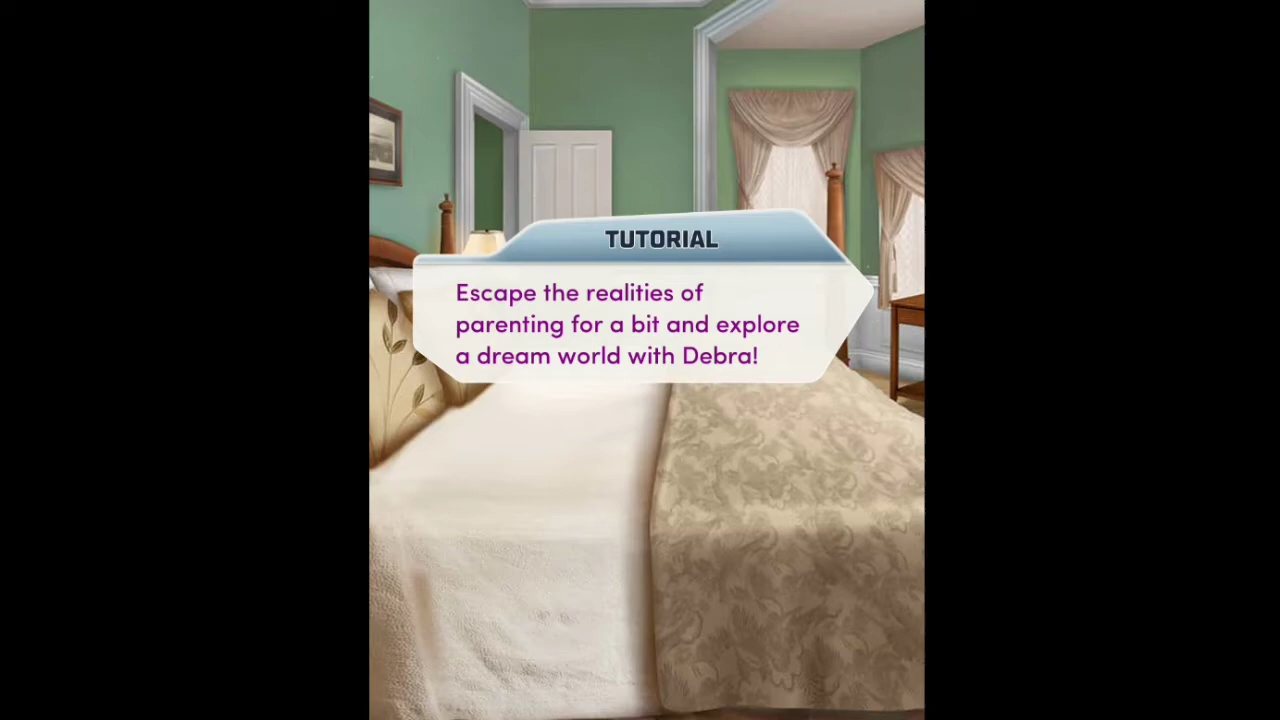 TUTORIAL
Escape the realities of
parenting for a bit and explore
a dream world with Debra!